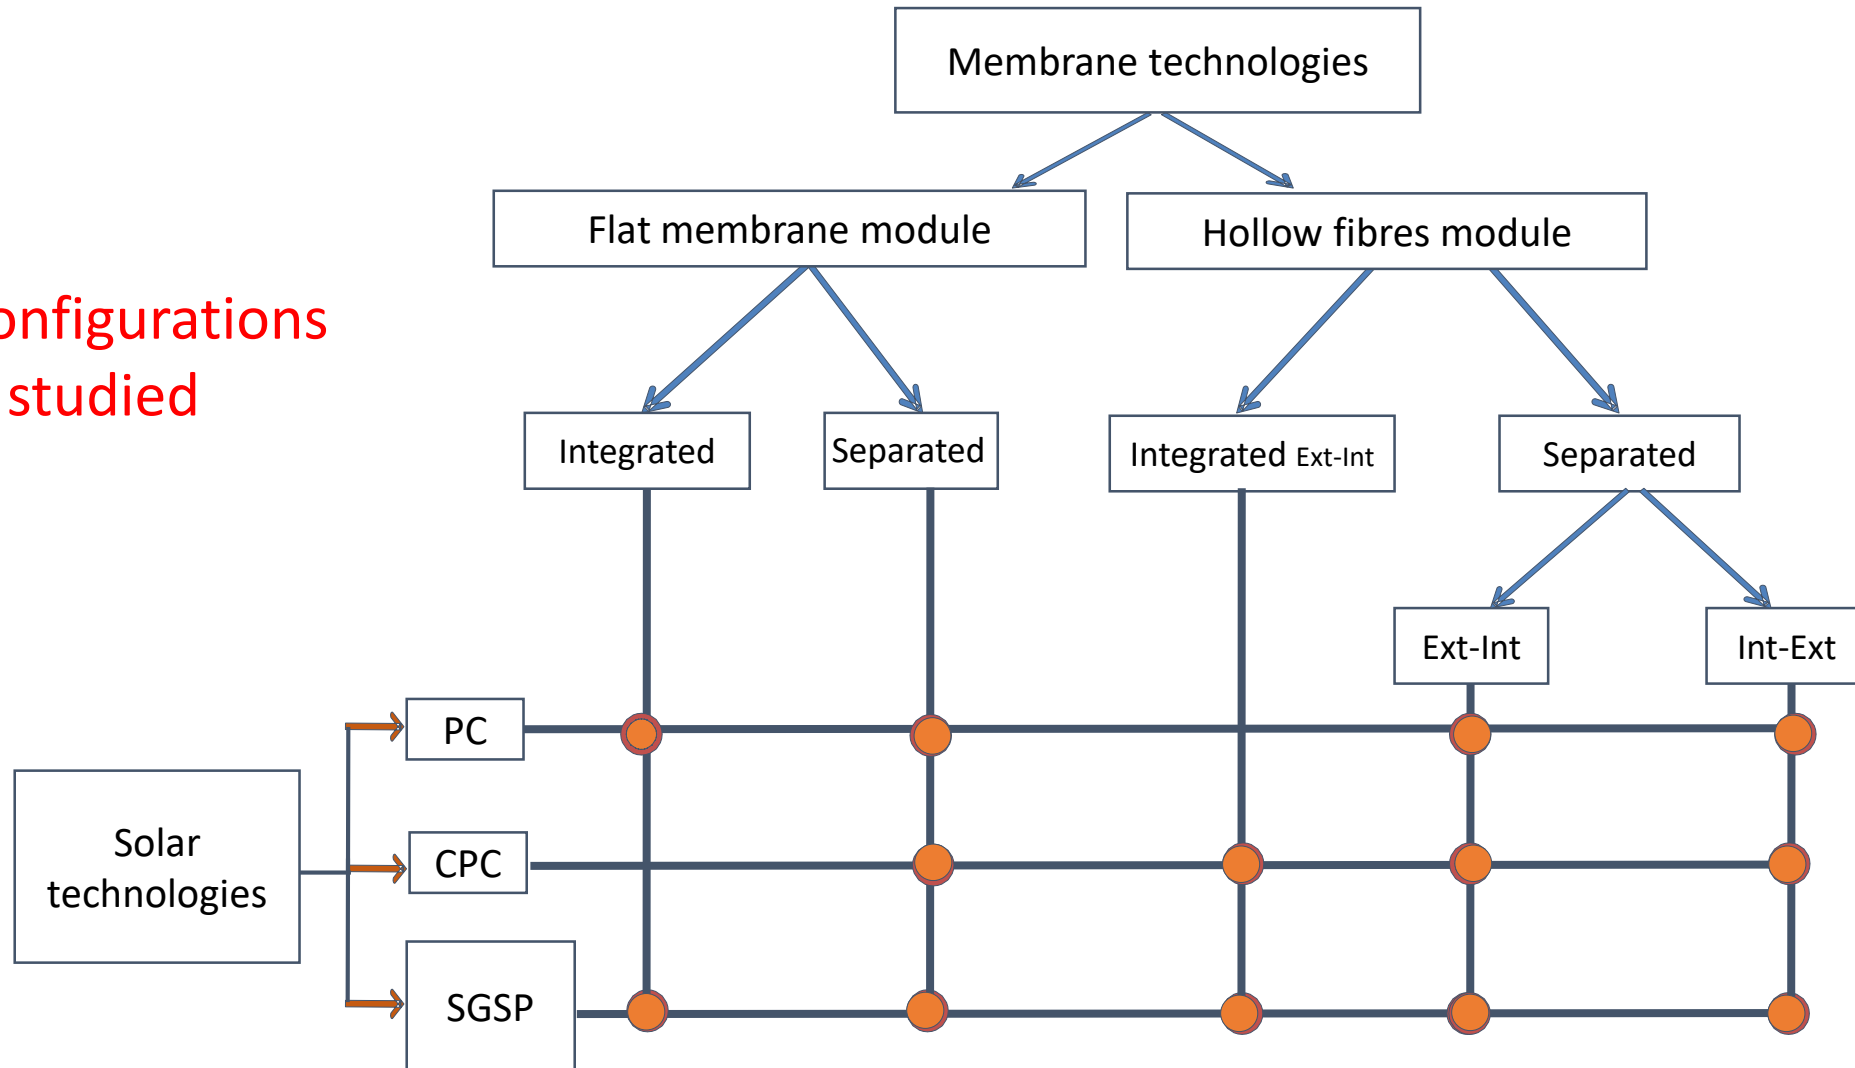 Membrane technologies
Flat membrane module
Hollow fibres module
studied
Integrated
Separated
Integrated Ext-Int
Separated
Ext-Int
Int-Ext
PC
Solar
technologies
CPC
SGSP